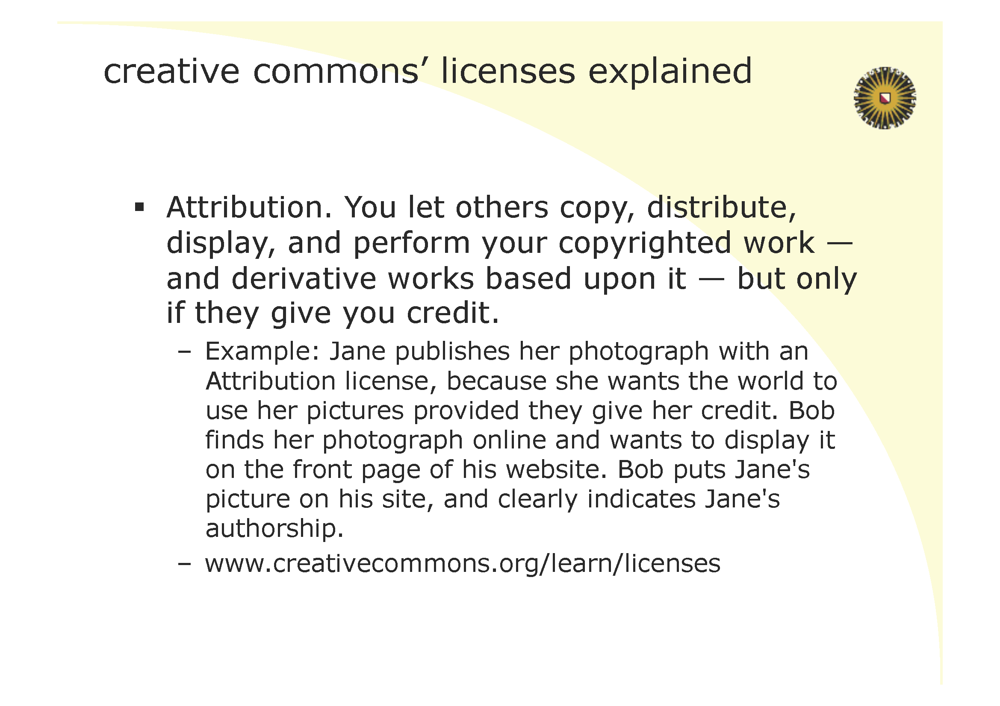 creative commons’ licenses explained
▪ Attribution. You let others copy, distribute,
display, and perform your copyrighted work —
and derivative works based upon it — but only
if they give you credit.
– Example: Jane publishes her photograph with an
Attribution license, because she wants the world to
use her pictures provided they give her credit. Bob
finds her photograph online and wants to display it
on the front page of his website. Bob puts Jane's
picture on his site, and clearly indicates Jane's
authorship.
– www.creativecommons.org/learn/licenses